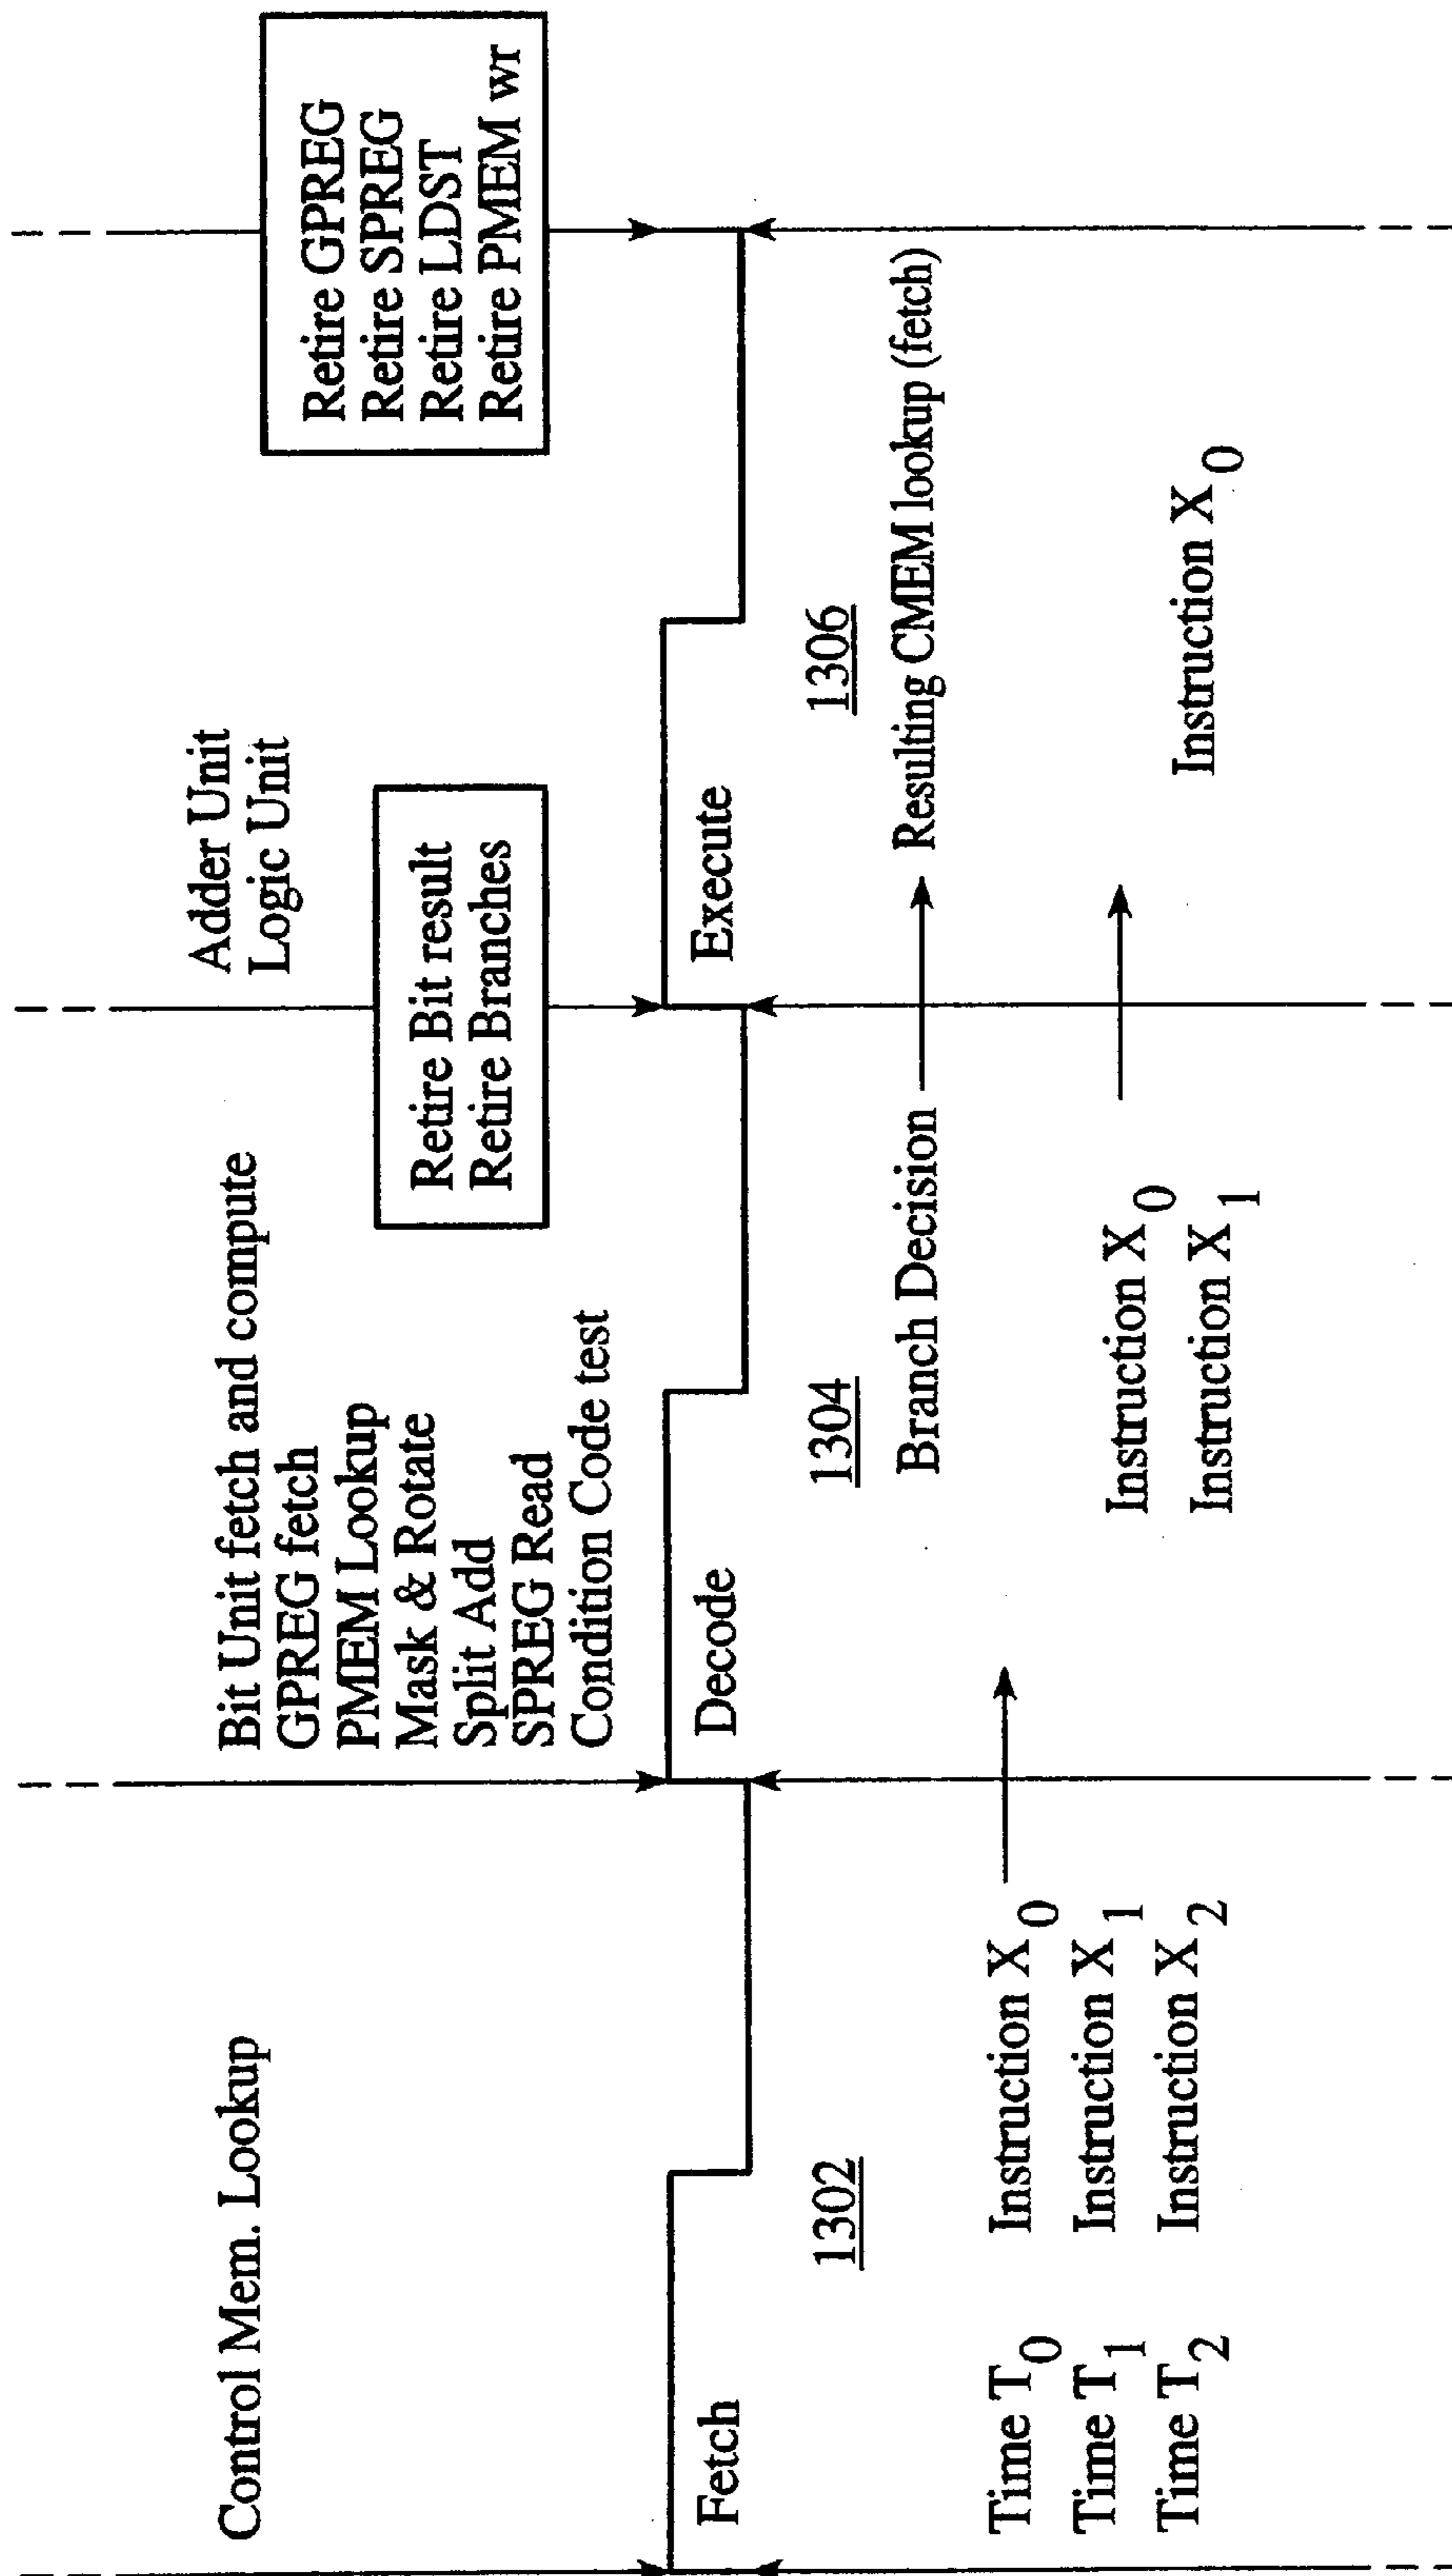 Control Mem. Lookup
Bit Unit fetch and compute
GPREG fetch
PMEM Lookup
Mask & Rotate
Split Add
SPREG Read
Condition Code test
Adder Unit
Logic Unit
Retire Bit result
Retire Branches
Retire GPREG
Retire SPREG
Retire LDST
Retire PMEM wr
Fetch
Decode
Execute
1302
1304
1306
Branch Decision
Resulting CMEM lookup (fetch)
Time T0
Instruction X0
Time T1
Instruction X1
Instruction X0
Time T2
Instruction X2
Instruction X1
Instruction X0